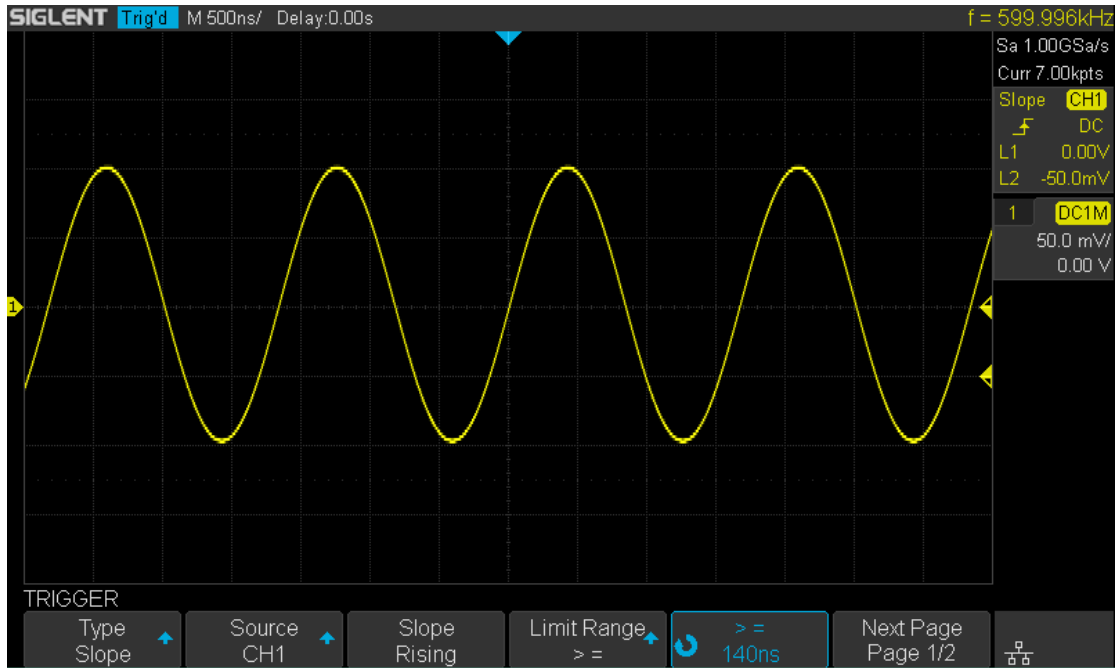 SIGLENT Trig'd M 500ns/ Delay:0.00s f = 599.996kHz
Sa 1.00GSa/s
Curr 7.00kpts
Slope CH1
DC
L1 0.00V
L2 -50.0mV
1 DC1M
50.0 mV/
0.00 V
1
TRIGGER
Type Source Slope Limit Range > = Next Page
Slope CH1 Rising > = 140ns Page 1/2